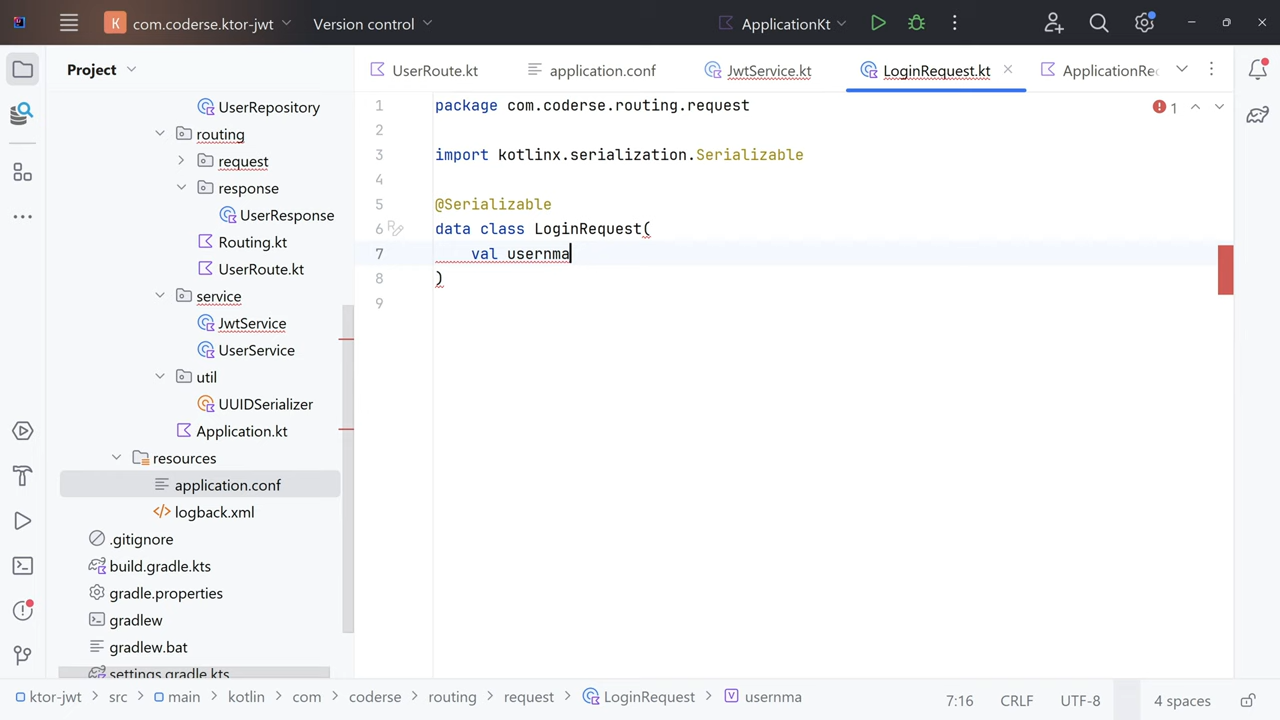 K com.coderse.ktor-jwt Version control ApplicationKt
Project
UserRoute.kt application.conf JwtService.kt LoginRequest.kt ApplicationRe
UserRepository
routing
request
response
UserResponse
Routing.kt
UserRoute.kt
service
JwtService
UserService
util
UUIDSerializer
Application.kt
resources
application.conf
logback.xml
.gitignore
build.gradle.kts
gradle.properties
gradlew
gradlew.bat
settings.gradle.kts
1 package com.coderse.routing.request
2
3 import kotlinx.serialization.Serializable
4
5 @Serializable
6 data class LoginRequest(
7 val usernma
8 )
9
1
ktor-jwt > src > main > kotlin > com > coderse > routing > request > LoginRequest > usernma 7:16 CRLF UTF-8 4 spaces